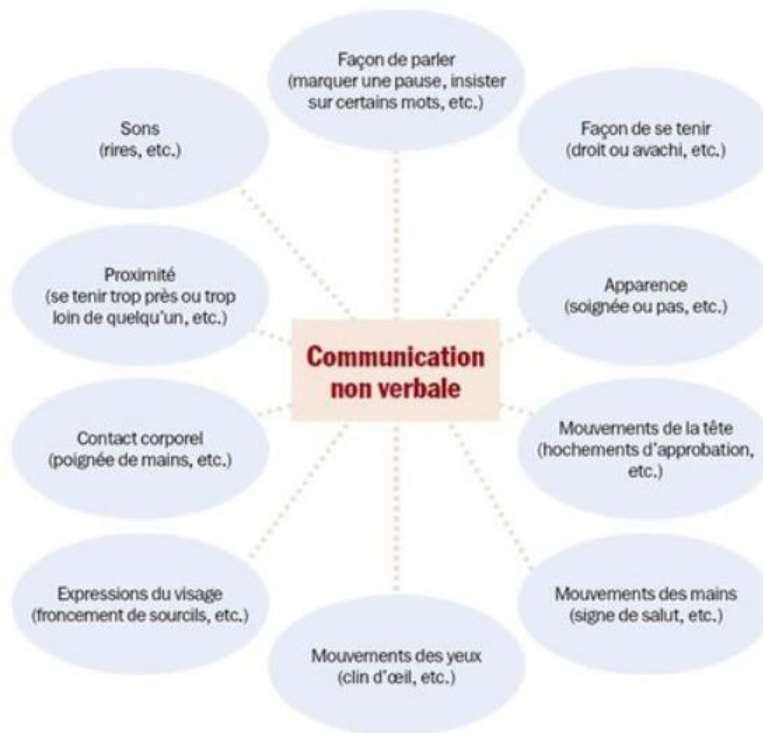 Façon de parler
(marquer une pause, insister
sur certains mots, etc.)
Sons
(rires, etc.)
Façon de se tenir
(droit ou avachi, etc.)
Proximité
(se tenir trop près ou trop
loin de quelqu'un, etc.)
Apparence
(soignée ou pas, etc.)
Communication
non verbale
Contact corporel
(poignée de mains, etc.)
Mouvements de la tête
(hochements d'approbation,
etc.)
Expressions du visage
(froncement de sourcils, etc.)
Mouvements des mains
(signe de salut, etc.)
Mouvements des yeux
(clin d'œil, etc.)